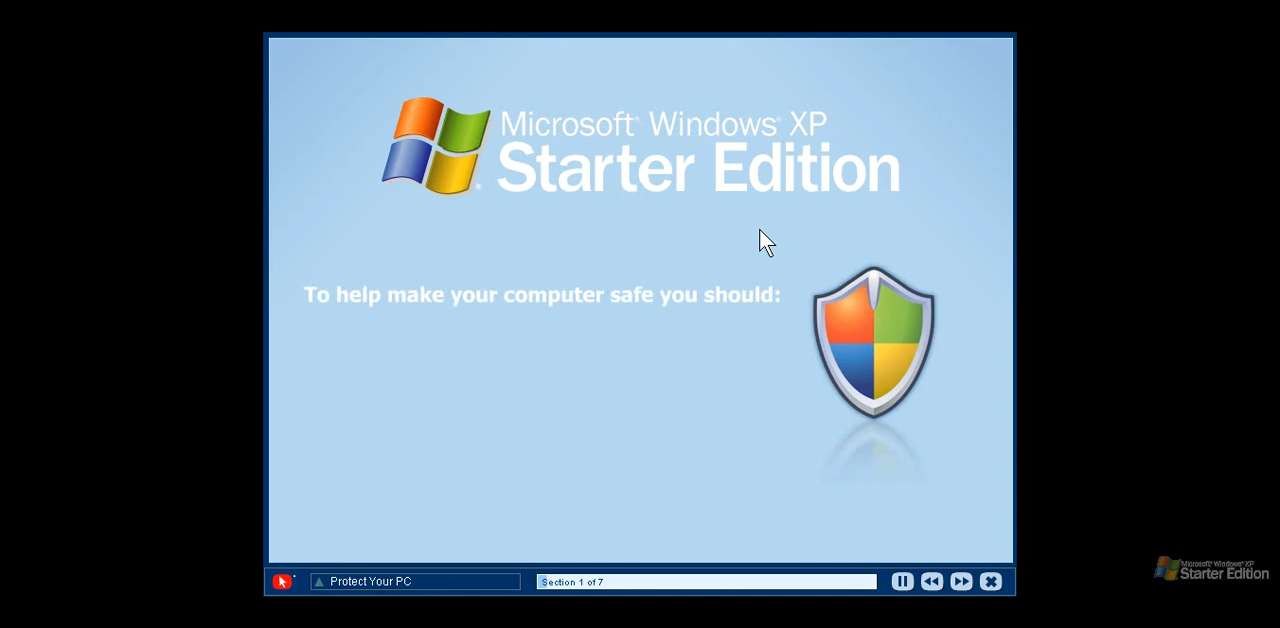 Microsoft® Windows® XP
Starter Edition
To help make your computer safe you should:
Protect Your PC
Section 1 of 7
Microsoft® Windows® XP
Starter Edition